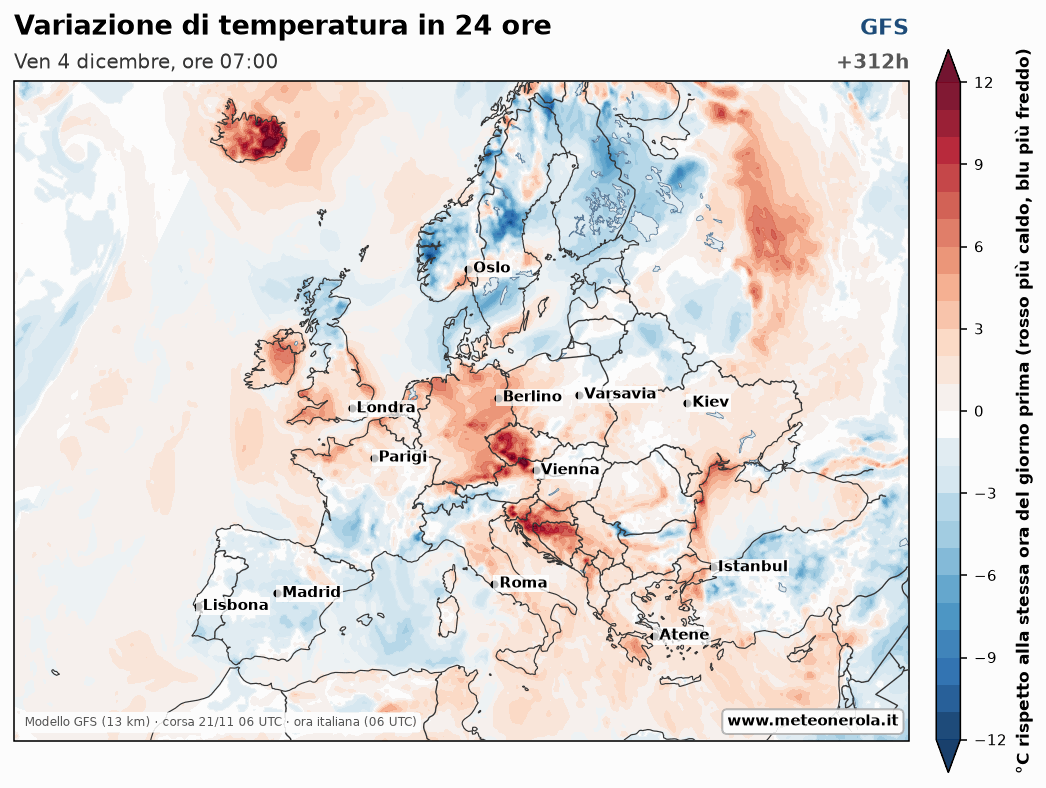 Variazione di temperatura in 24 ore
GFS
Ven 4 dicembre, ore 07:00
+312h
Oslo
Londra
Berlino
Varsavia
Kiev
Parigi
Vienna
Istanbul
Roma
Madrid
Lisbona
Atene
Modello GFS (13 km) · corsa 21/11 06 UTC · ora italiana (06 UTC)
www.meteonerola.it
12
9
6
3
0
−3
−6
−9
−12
°C rispetto alla stessa ora del giorno prima (rosso più caldo, blu più freddo)